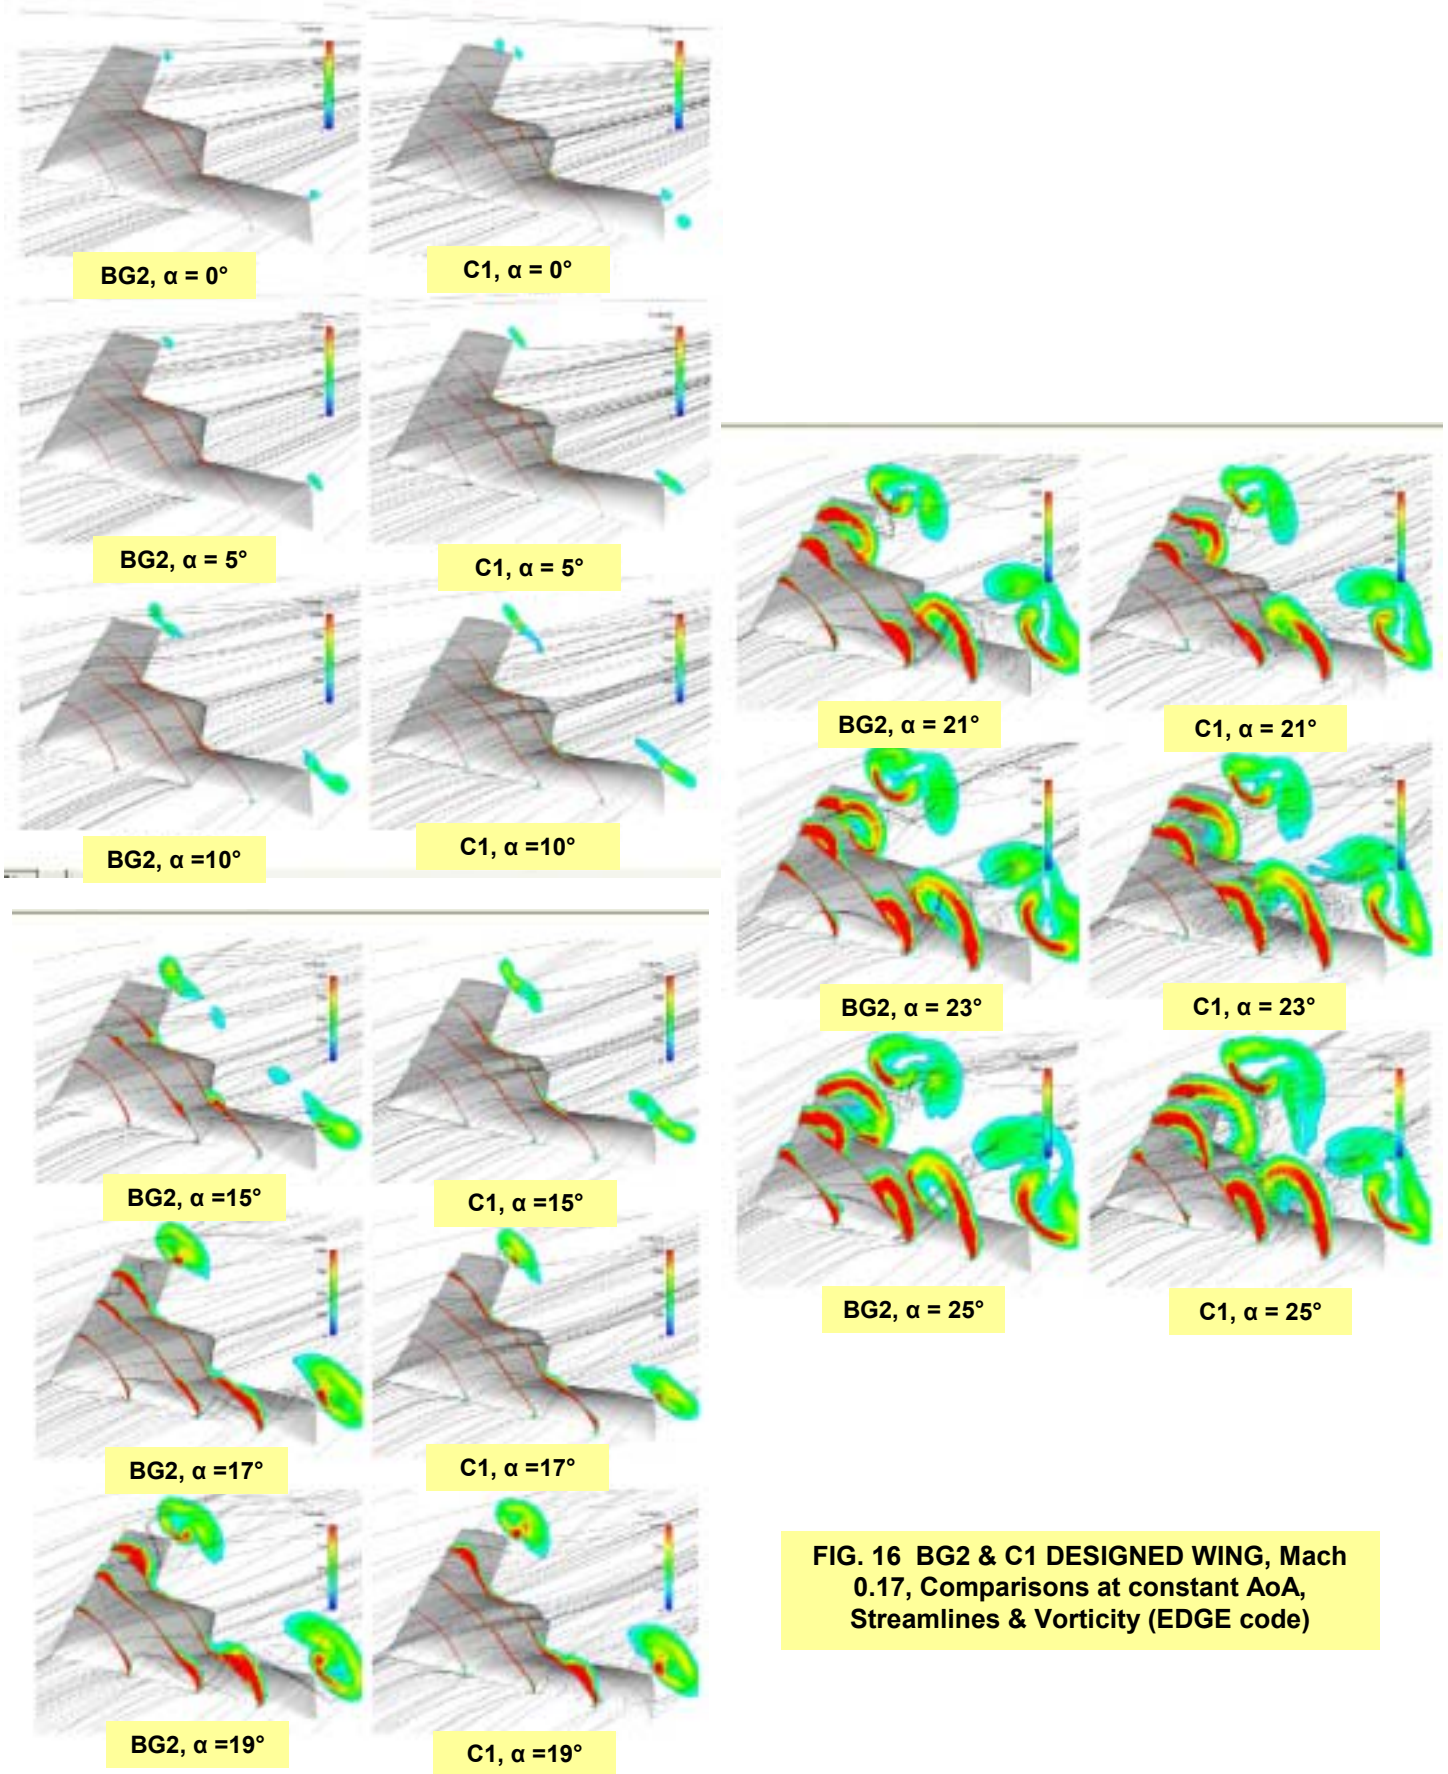 BG2, α = 0°
C1, α = 0°
BG2, α = 5°
C1, α = 5°
BG2, α =10°
C1, α =10°
BG2, α =15°
C1, α =15°
BG2, α =17°
C1, α =17°
BG2, α =19°
C1, α =19°
BG2, α = 21°
C1, α = 21°
BG2, α = 23°
C1, α = 23°
BG2, α = 25°
C1, α = 25°
FIG. 16 BG2 & C1 DESIGNED WING, Mach
0.17, Comparisons at constant AoA,
Streamlines & Vorticity (EDGE code)